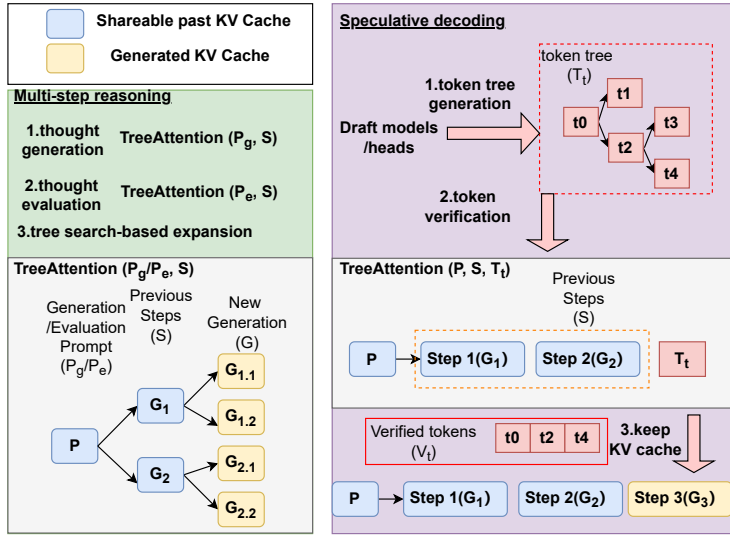 Shareable past KV Cache
Generated KV Cache
Multi-step reasoning
1.thought
generation
TreeAttention (Pg, S)
2.thought
evaluation
TreeAttention (Pe, S)
3.tree search-based expansion
TreeAttention (Pg/Pe, S)
Generation
/Evaluation
Prompt
(Pg/Pe)
Previous
Steps
(S)
New
Generation
(G)
P
G1
G2
G1.1
G1.2
G2.1
G2.2
Speculative decoding
1.token tree
generation
Draft models
/heads
token tree
(Tt)
t0
t1
t2
t3
t4
2.token
verification
TreeAttention (P, S, Tt)
Previous
Steps
(S)
P
Step 1(G1)
Step 2(G2)
Tt
Verified tokens
(Vt)
t0 t2 t4
3.keep
KV cache
P
Step 1(G1)
Step 2(G2)
Step 3(G3)